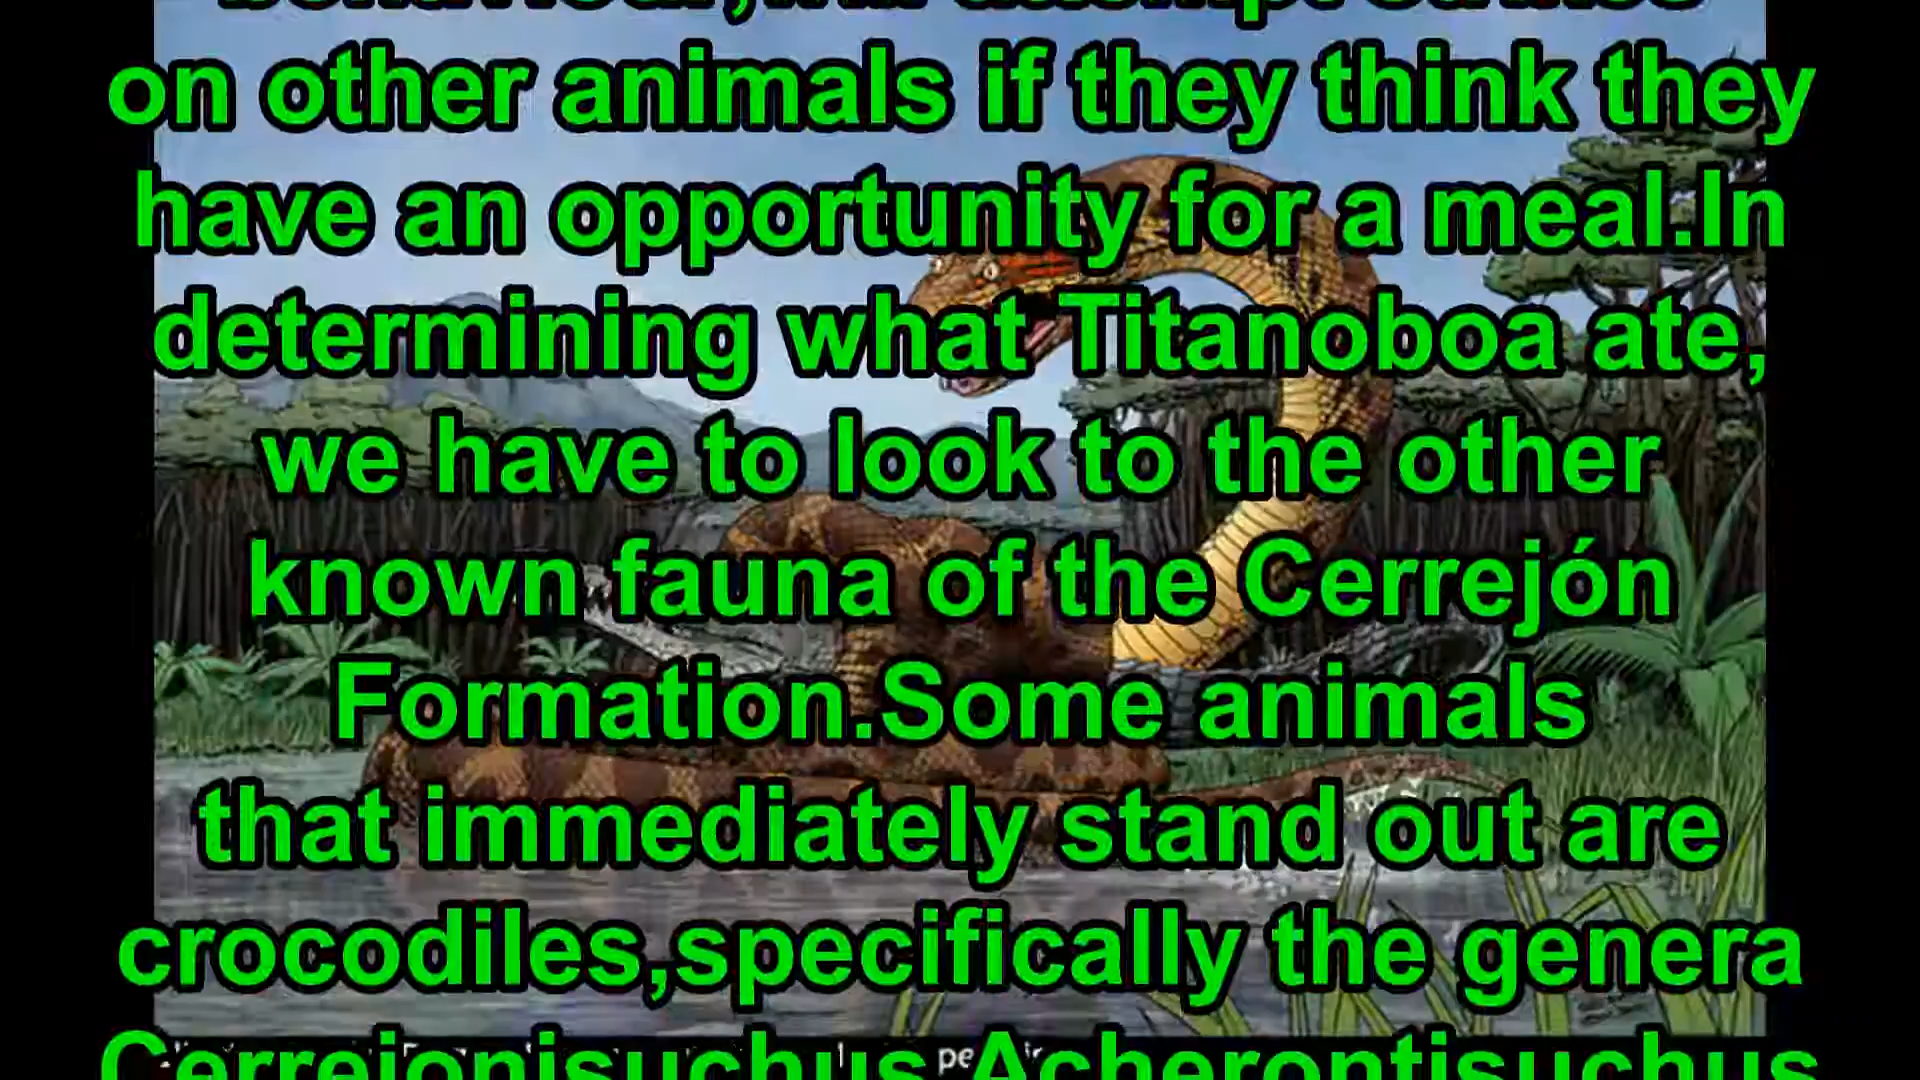 on other animals if they think they
have an opportunity for a meal.In
determining what Titanoboa ate,
we have to look to the other
known fauna of the Cerrejón
Formation.Some animals
that immediately stand out are
crocodiles,specifically the genera
Cerrejonisuchus,Acherontisuchus